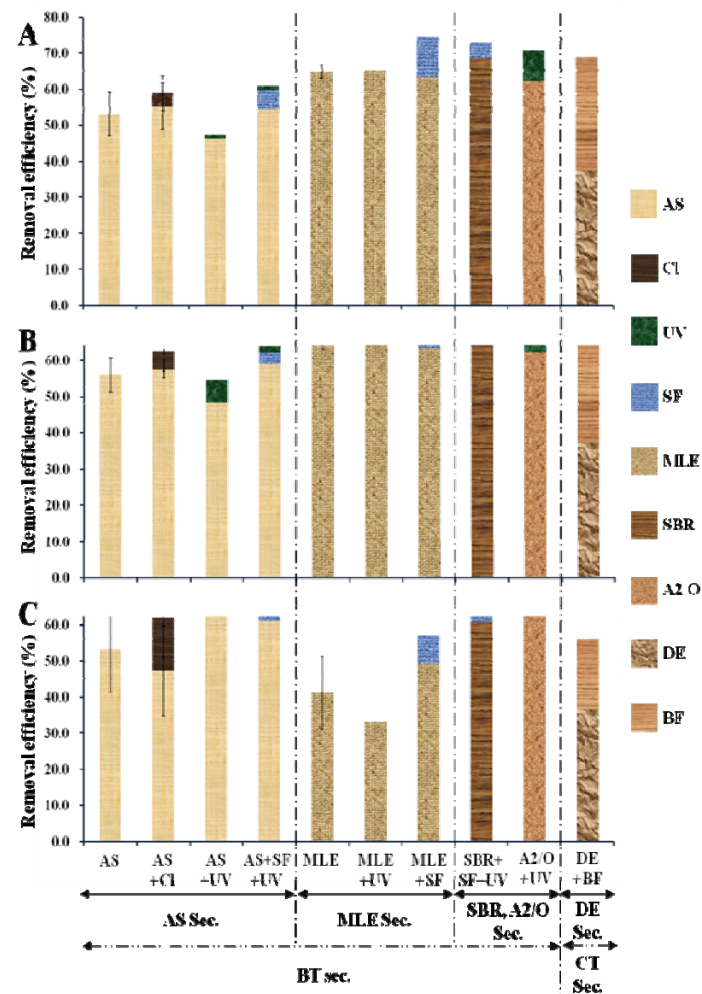 A
Removal efficiency (%)
80.0
70.0
60.0
50.0
40.0
30.0
20.0
10.0
0.0
B
Removal efficiency (%)
60.0
50.0
40.0
30.0
20.0
10.0
0.0
C
Removal efficiency (%)
60.0
50.0
40.0
30.0
20.0
10.0
0.0
AS
Cl
UV
SF
MLE
SBR
A2O
DE
BF
AS
AS
+Cl
AS
+UV
AS+SF
+UV
MLE
MLE
+UV
MLE
+SF
SBR+
SF+UV
A2/O
+UV
DE
+BF
AS Sec.
MLE Sec.
SBR, A2/O
Sec.
DE
Sec.
BT sec.
CT
Sec.